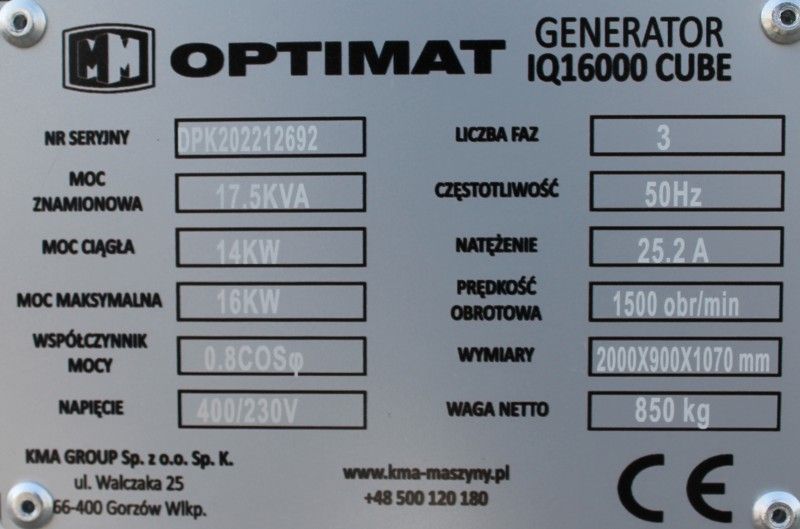 MM OPTIMAT
GENERATOR
IQ16000 CUBE
NR SERYJNY DPK202212692
MOC
ZNAMIONOWA 17.5KVA
MOC CIĄGŁA 14KW
MOC MAKSYMALNA 16KW
WSPÓŁCZYNNIK
MOCY 0.8COSφ
NAPIĘCIE 400/230V
LICZBA FAZ 3
CZĘSTOTLIWOŚĆ 50Hz
NATĘŻENIE 25.2 A
PRĘDKOŚĆ
OBROTOWA 1500 obr/min
WYMIARY 2000X900X1070 mm
WAGA NETTO 850 kg
KMA GROUP Sp. z o.o. Sp. K.
ul. Walczaka 25
66-400 Gorzów Wlkp.
www.kma-maszyny.pl
+48 500 120 180
CE